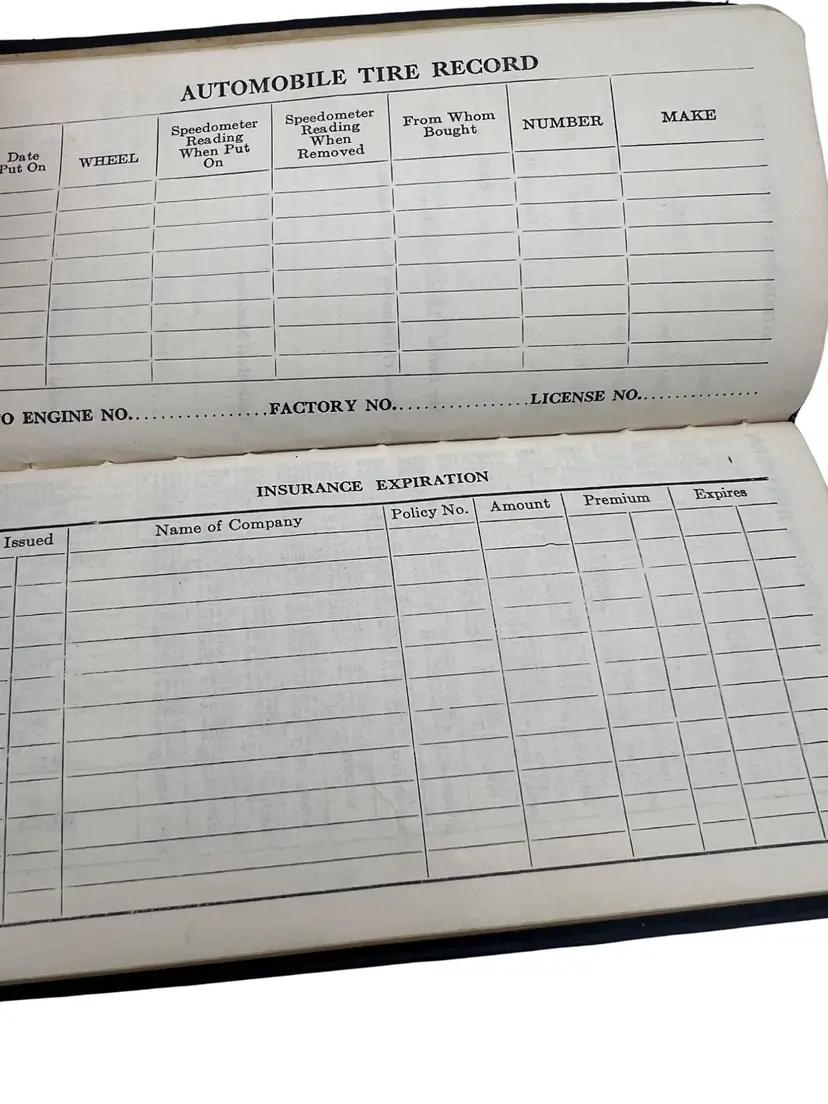 AUTOMOBILE TIRE RECORD
Date
Put On
WHEEL
Speedometer
Reading
When Put
On
Speedometer
Reading
When
Removed
From Whom
Bought
NUMBER
MAKE
O ENGINE NO.................FACTORY NO.................LICENSE NO................
INSURANCE EXPIRATION
Issued
Name of Company
Policy No.
Amount
Premium
Expires